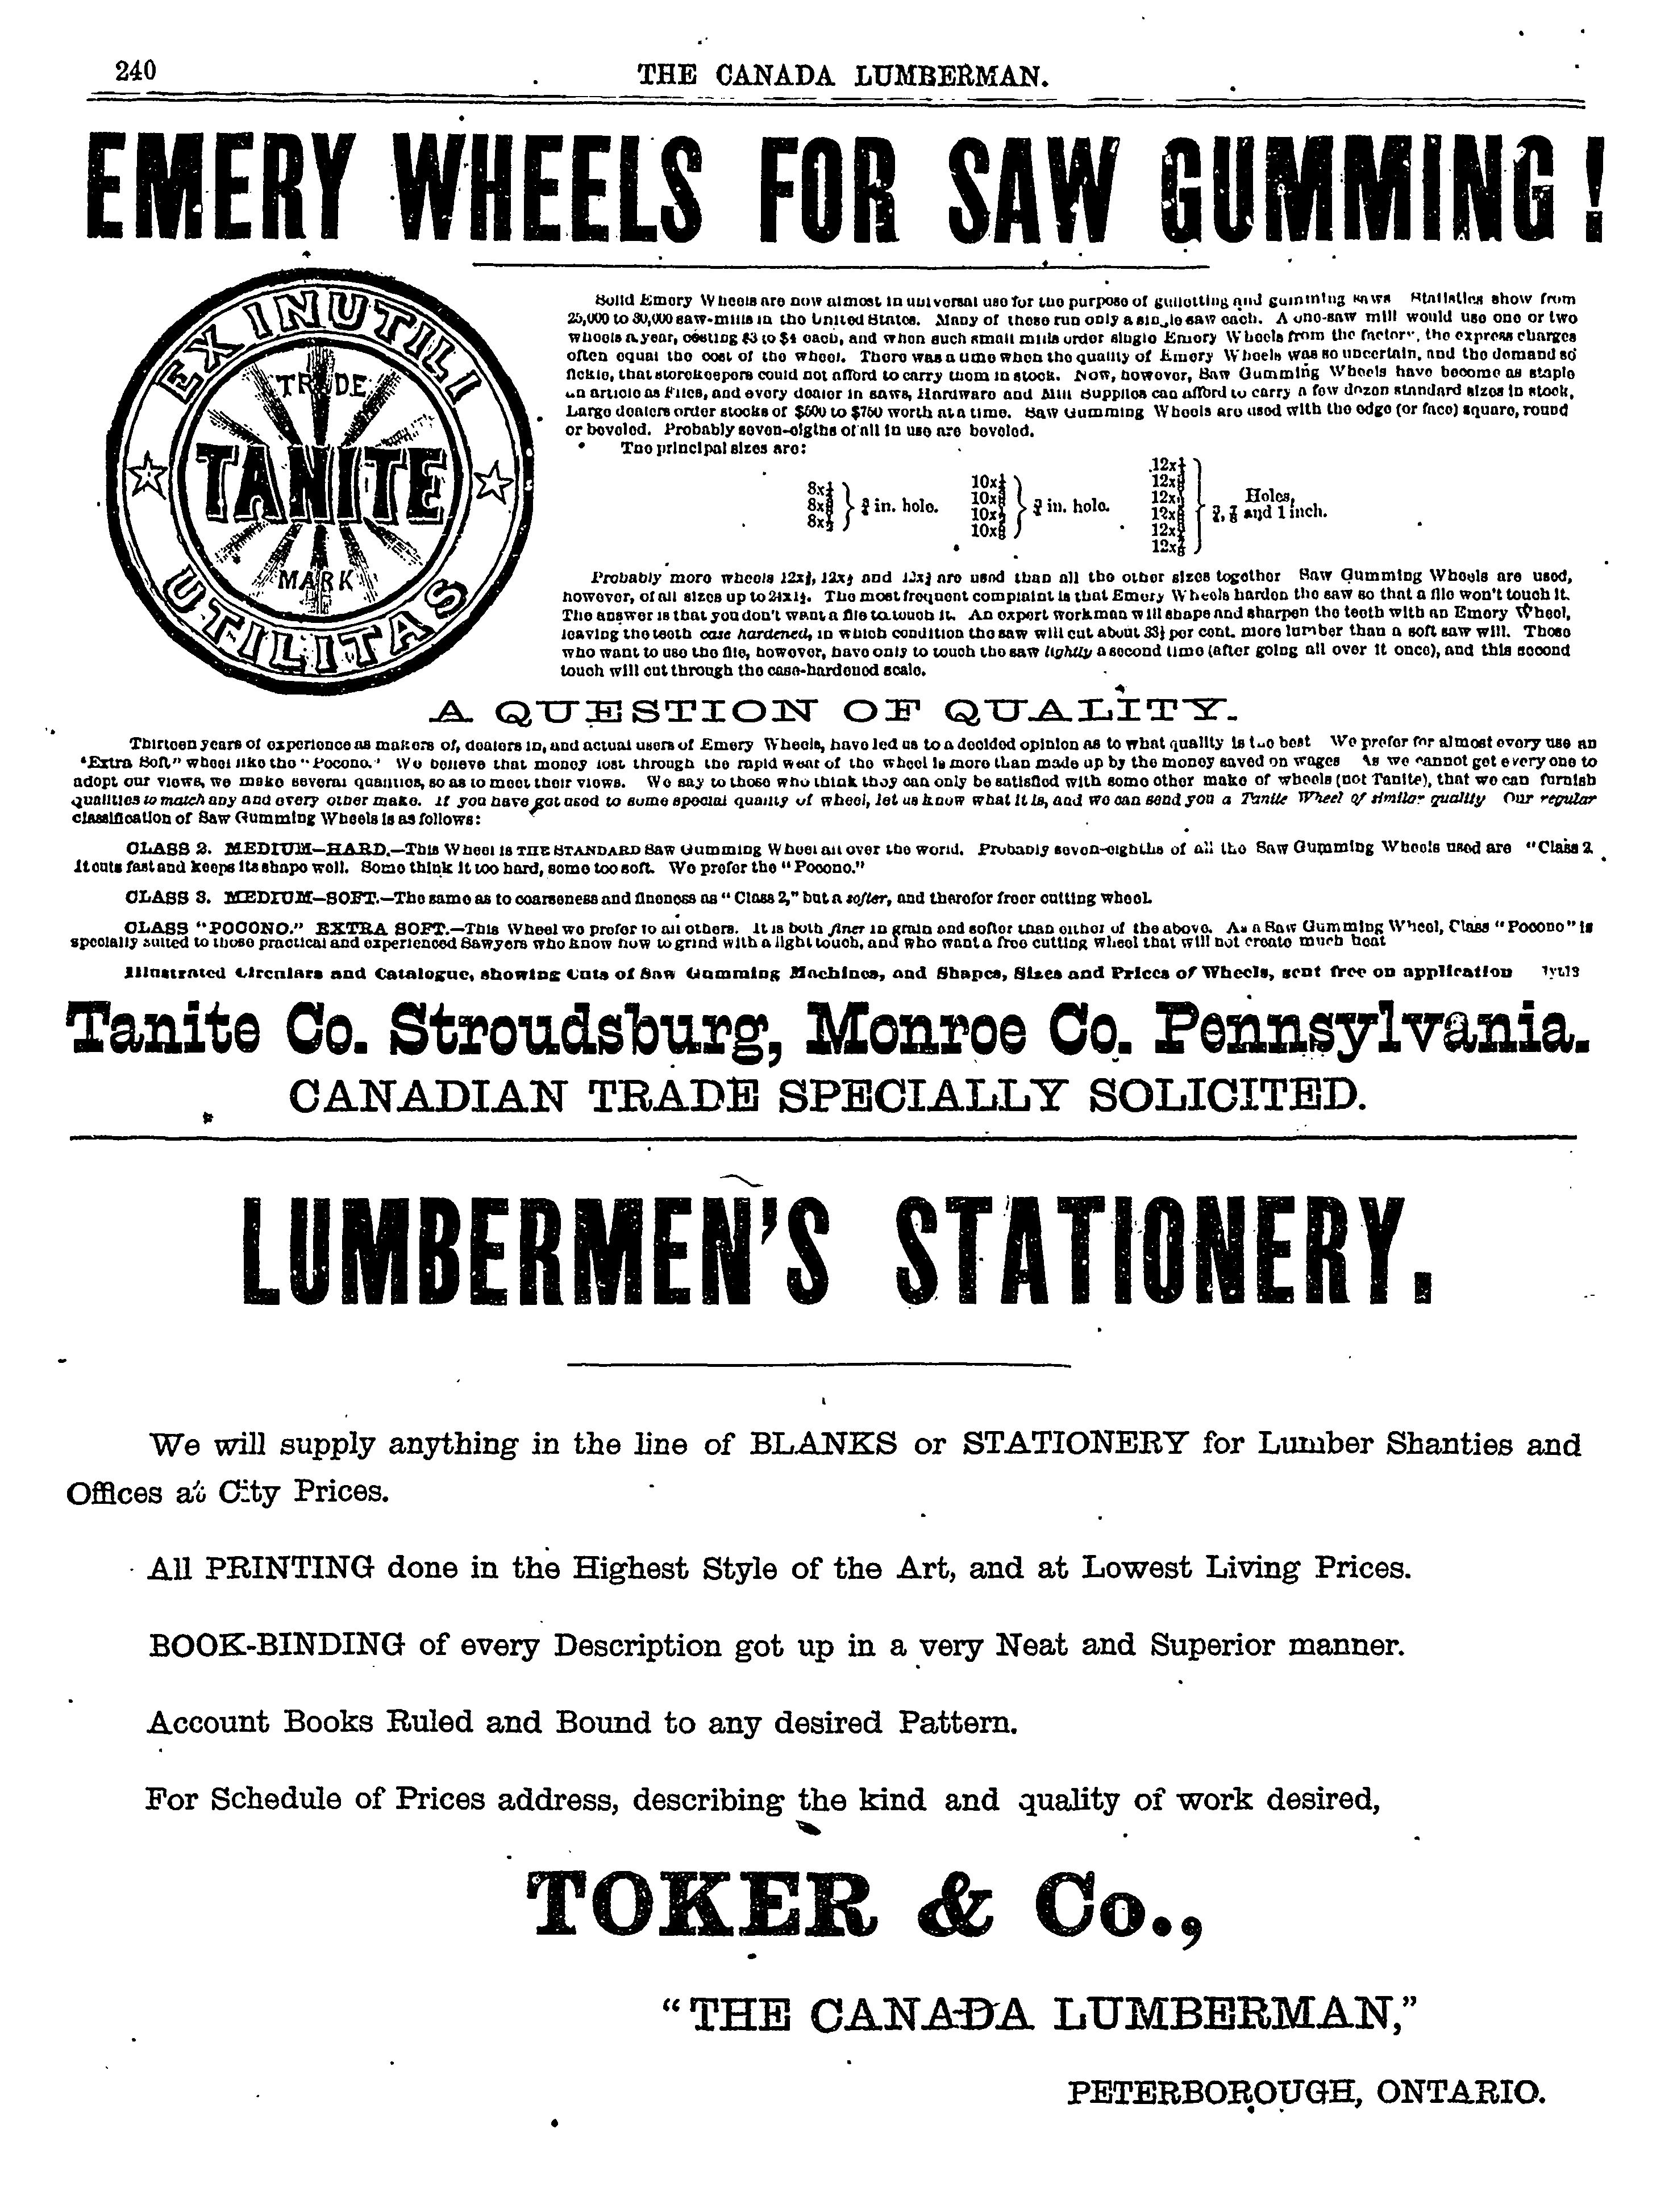 240
THE CANADA LUMBERMAN.
EMERY WHEELS FOR SAW GUMMING!
EX INUTILI
TRADE
TANITE
MARK
UTILITAS
Solid Emery Wheels are now almost in universal use for the purpose of gulletting and gumming saws Statistics show from
25,000 to 30,000 saw-mills in the United States. Many of these run only a single saw each. A one-saw mill would use one or two
wheels a year, costing $3 to $4 each, and when such small mills order single Emery Wheels from the factory, the express charges
often equal the cost of the wheel. There was a time when the quality of Emery Wheels was so uncertain, and the demand so
fickle, that storekeepers could not afford to carry them in stock. Now, however, Saw Gumming Wheels have become as staple
an article as Files, and every dealer in saws, Hardware and Mill Supplies can afford to carry a few dozen standard sizes in stock.
Large dealers order stocks of $500 to $750 worth at a time. Saw Gumming Wheels are used with the edge (or face) square, round
or beveled. Probably seven-eigths of all in use are beveled.
The principal sizes are:
in. hole.
in. hole.
Holes,
and 1 inch.
Probably more wheels and are used than all the other sizes together Saw Gumming Wheels are used,
however, of all sizes up to The most frequent complaint is that Emery Wheels harden the saw so that a file won't touch it.
The answer is that you don't want a file to touch it. An expert workman will shape and sharpen the teeth with an Emery Wheel,
leaving the teeth case hardened, in which condition the saw will cut about 33⅓ per cent. more lumber than a soft saw will. Those
who want to use the file, however, have only to touch the saw lightly a second time (after going all over it once), and this second
touch will cut through the case-hardened scale.
A QUESTION OF QUALITY.
Thirteen years of experience as makers of, dealers in, and actual users of Emery Wheels, have led us to a decided opinion as to what quality is the best We prefer for almost every use an
"Extra Soft" wheel like the "Pocono." We believe that money lost through the rapid wear of the wheel is more than made up by the money saved on wages As we cannot get every one to
adopt our views, we make several qualities, so as to meet their views. We say to those who think they can only be satisfied with some other make of wheels (not Tanite), that we can furnish
qualities to match any and every other make. If you have got used to some special quality of wheel, let us know what it is, and we can send you a Tanite Wheel of similar quality Our regular
classification of Saw Gumming Wheels is as follows:
CLASS 2. MEDIUM—HARD.—This Wheel is THE STANDARD Saw Gumming Wheel all over the world. Probably seven-eighths of all the Saw Gumming Wheels used are "Class 2
It cuts fast and keeps its shape well. Some think it too hard, some too soft. We prefer the "Pocono."
CLASS 3. MEDIUM—SOFT.—The same as to coarseness and fineness as "Class 2," but a softer, and therefor freer cutting wheel.
CLASS "POCONO." EXTRA SOFT.—This Wheel we prefer to all others. It is both finer in grain and softer than either of the above. As a Saw Gumming Wheel, Class "Pocono" is
specially suited to those practical and experienced Sawyers who know how to grind with a light touch, and who want a free cutting wheel that will not create much heat
Illustrated Circulars and Catalogue, showing Cuts of Saw Gumming Machines, and Shapes, Sizes and Prices of Wheels, sent free on application
Tanite Co. Stroudsburg, Monroe Co. Pennsylvania.
CANADIAN TRADE SPECIALLY SOLICITED.
LUMBERMEN'S STATIONERY.
We will supply anything in the line of BLANKS or STATIONERY for Lumber Shanties and
Offices at City Prices.
All PRINTING done in the Highest Style of the Art, and at Lowest Living Prices.
BOOK-BINDING of every Description got up in a very Neat and Superior manner.
Account Books Ruled and Bound to any desired Pattern.
For Schedule of Prices address, describing the kind and quality of work desired,
TOKER & Co.,
"THE CANADA LUMBERMAN,"
PETERBOROUGH, ONTARIO.